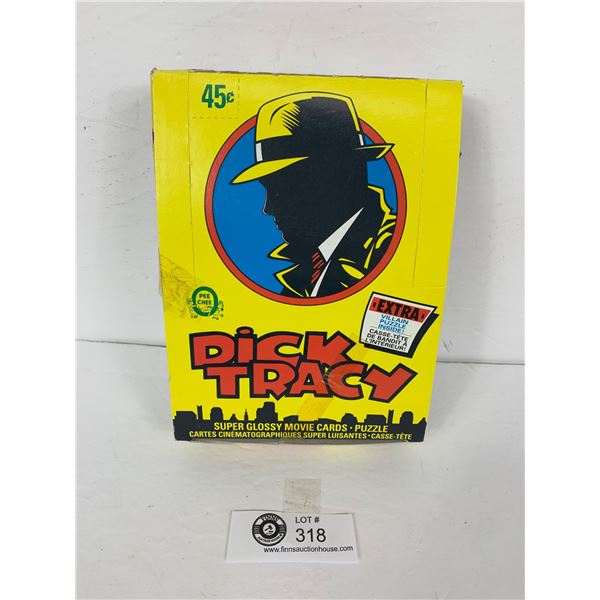 45¢
PEE
CHEE
EXTRA
VILLAIN
PUZZLE
INSIDE!
CASSE-TÊTE
DE BANDIT À
L'INTÉRIEUR!
DICK
TRACY
SUPER GLOSSY MOVIE CARDS • PUZZLE
CARTES CINÉMATOGRAPHIQUES SUPER LUISANTES • CASSE-TÊTE
LOT #
318
www.finnsauctionhouse.com